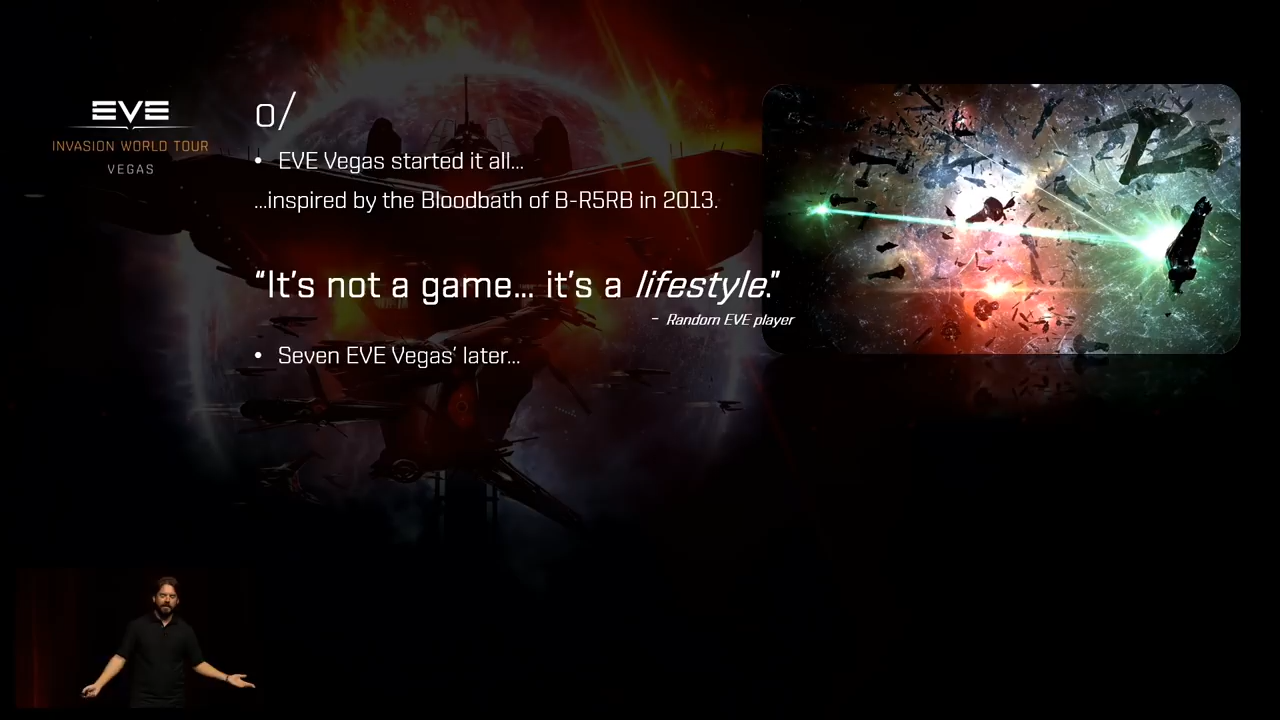 EVE
INVASION WORLD TOUR
VEGAS
o/
• EVE Vegas started it all...
...inspired by the Bloodbath of B-R5RB in 2013.
“It’s not a game... it’s a lifestyle.”
– Random EVE player
• Seven EVE Vegas’ later...